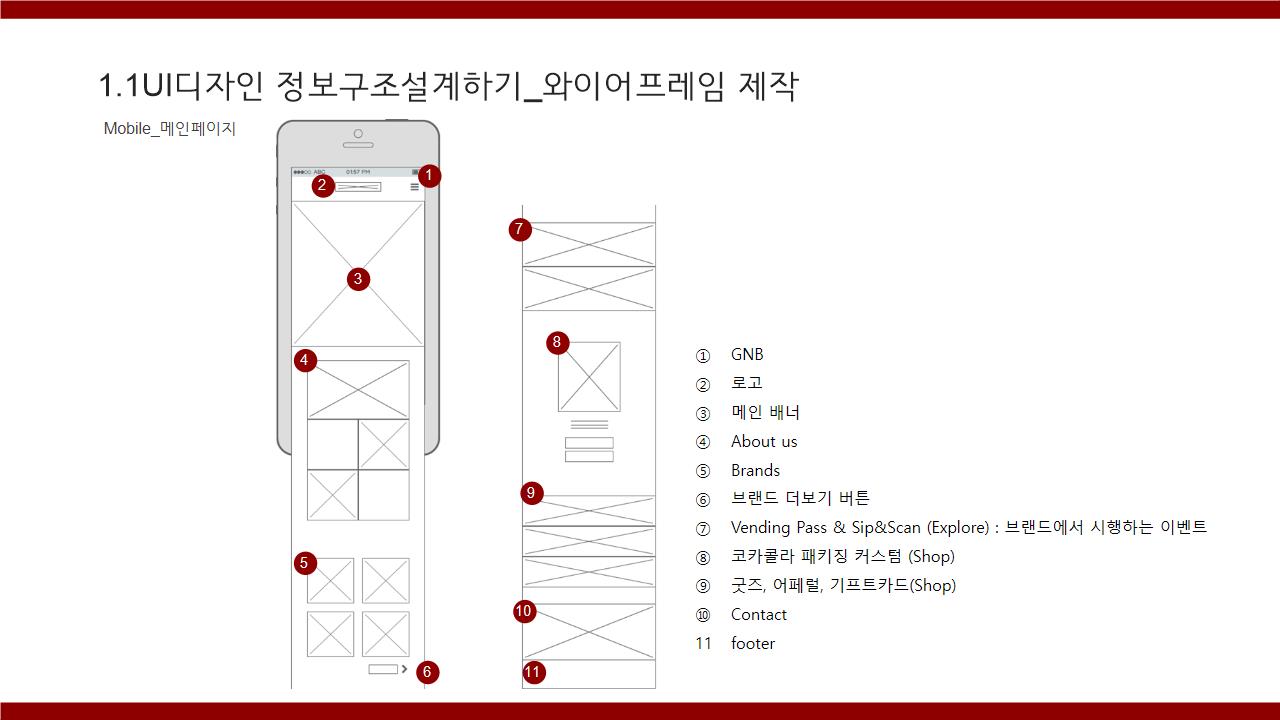 1.1UI디자인 정보구조설계하기_와이어프레임 제작
Mobile_메인페이지
ABC 01:57 PM
1
2
3
4
5
6
7
8
9
10
11
① GNB
② 로고
③ 메인 배너
④ About us
⑤ Brands
⑥ 브랜드 더보기 버튼
⑦ Vending Pass & Sip&Scan (Explore) : 브랜드에서 시행하는 이벤트
⑧ 코카콜라 패키징 커스텀 (Shop)
⑨ 굿즈, 어페럴, 기프트카드(Shop)
⑩ Contact
11 footer